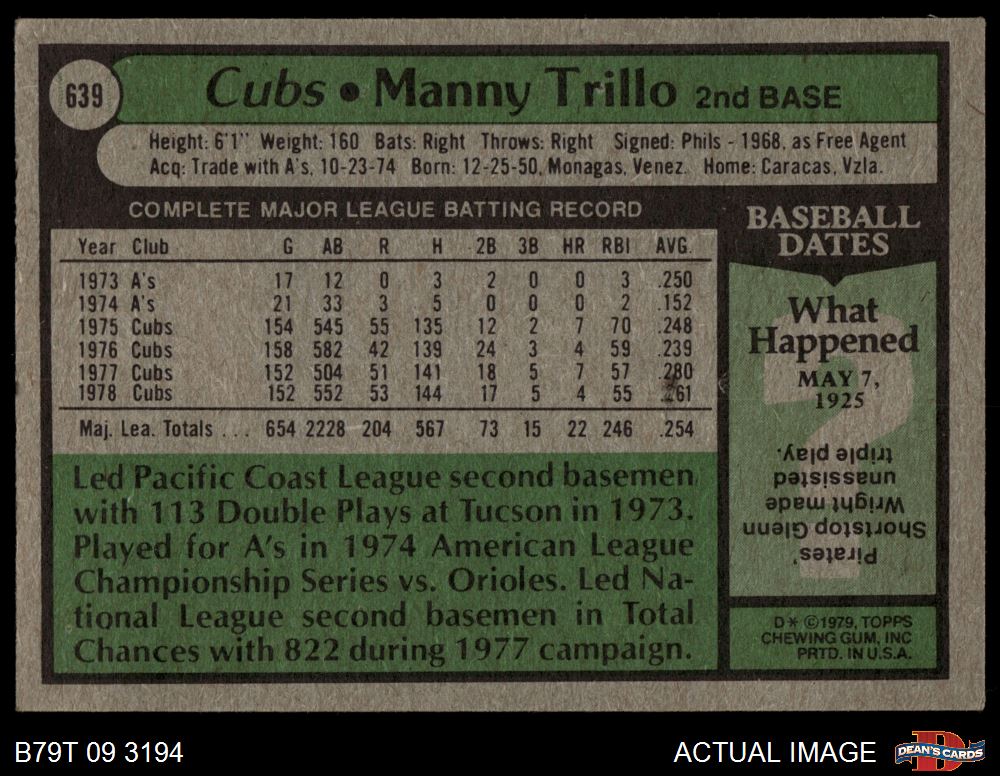 639
Cubs • Manny Trillo 2nd BASE
Height: 6'1" Weight: 160 Bats: Right Throws: Right Signed: Phils - 1968, as Free Agent
Acq: Trade with A's, 10-23-74 Born: 12-25-50, Monagas, Venez. Home: Caracas, Vzla.
COMPLETE MAJOR LEAGUE BATTING RECORD
Year Club G AB R H 2B 3B HR RBI AVG.
1973 A's 17 12 0 3 2 0 0 3 .250
1974 A's 21 33 3 5 0 0 0 2 .152
1975 Cubs 154 545 55 135 12 2 7 70 .248
1976 Cubs 158 582 42 139 24 3 4 59 .239
1977 Cubs 152 504 51 141 18 5 7 57 .280
1978 Cubs 152 552 53 144 17 5 4 55 .261
Maj. Lea. Totals . . . 654 2228 204 567 73 15 22 246 .254
Led Pacific Coast League second basemen
with 113 Double Plays at Tucson in 1973.
Played for A's in 1974 American League
Championship Series vs. Orioles. Led Na-
tional League second basemen in Total
Chances with 822 during 1977 campaign.
BASEBALL
DATES
What
Happened
MAY 7,
1925
?
Pirates'
Shortstop Glenn
Wright made
unassisted
triple play.
D* ©1979, TOPPS
CHEWING GUM, INC
PRTD. IN U.S.A.
B79T 09 3194
ACTUAL IMAGE
D
DEAN'S CARDS